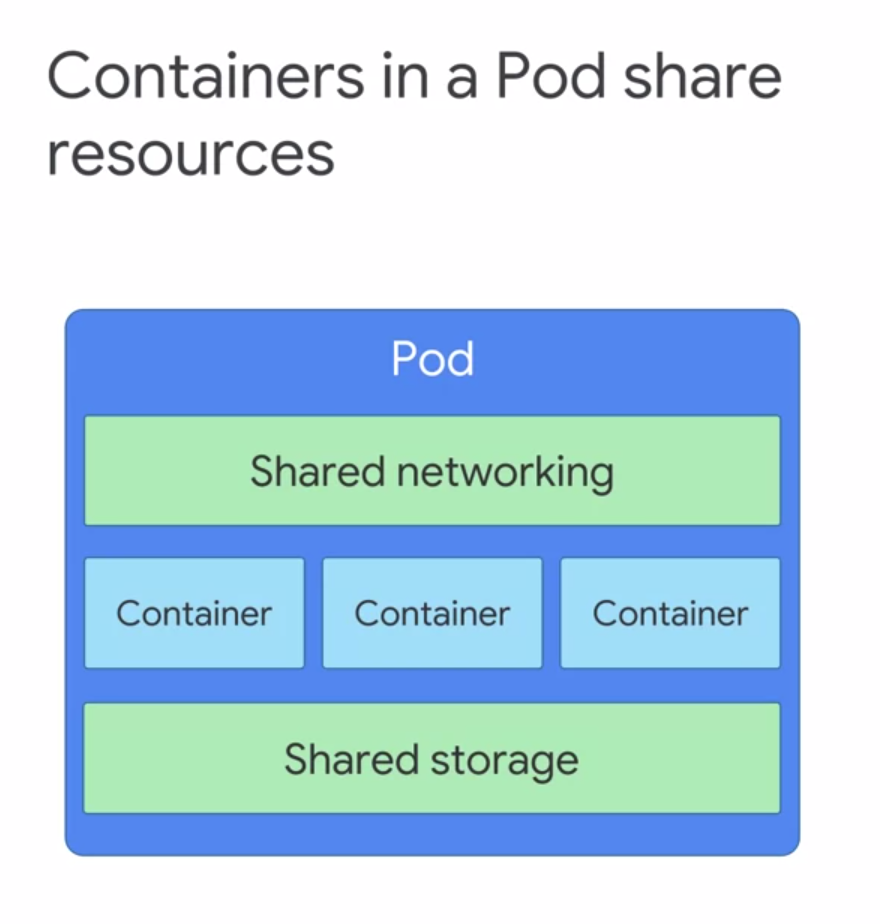 Containers in a Pod share
resources
Pod
Shared networking
Container Container Container
Shared storage